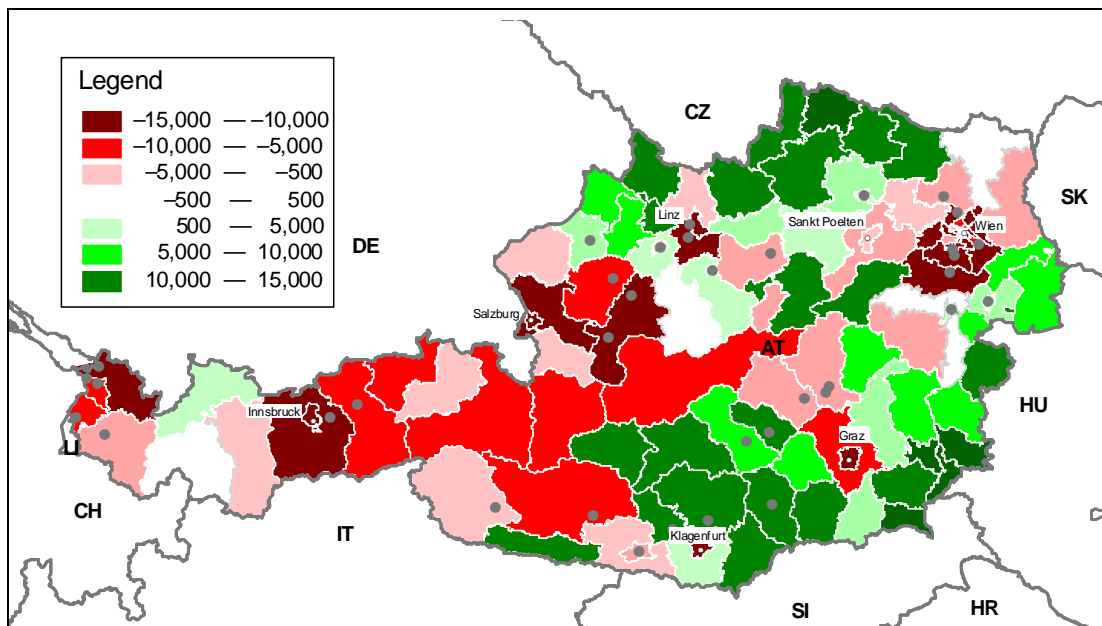 Legend
–15,000 — –10,000
–10,000 — –5,000
–5,000 — –500
–500 — 500
500 — 5,000
5,000 — 10,000
10,000 — 15,000
CZ
SK
DE
Linz
Sankt Poelten
Wien
Salzburg
AT
Innsbruck
HU
Graz
LI
CH
IT
Klagenfurt
SI
HR